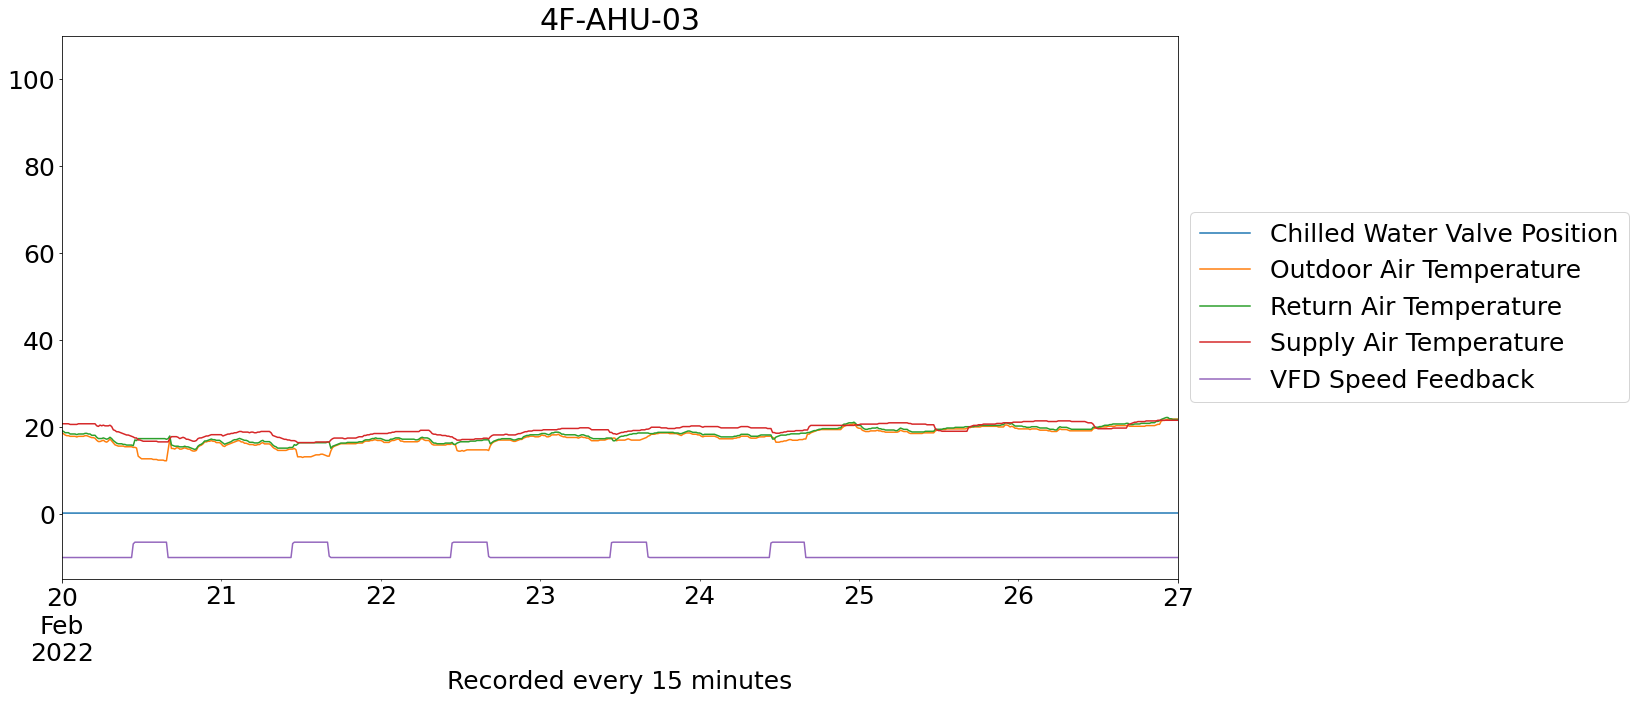 4F-AHU-03
100
80
60
40
20
0
20
Feb
2022
21
22
23
24
25
26
27
Recorded every 15 minutes
Chilled Water Valve Position
Outdoor Air Temperature
Return Air Temperature
Supply Air Temperature
VFD Speed Feedback